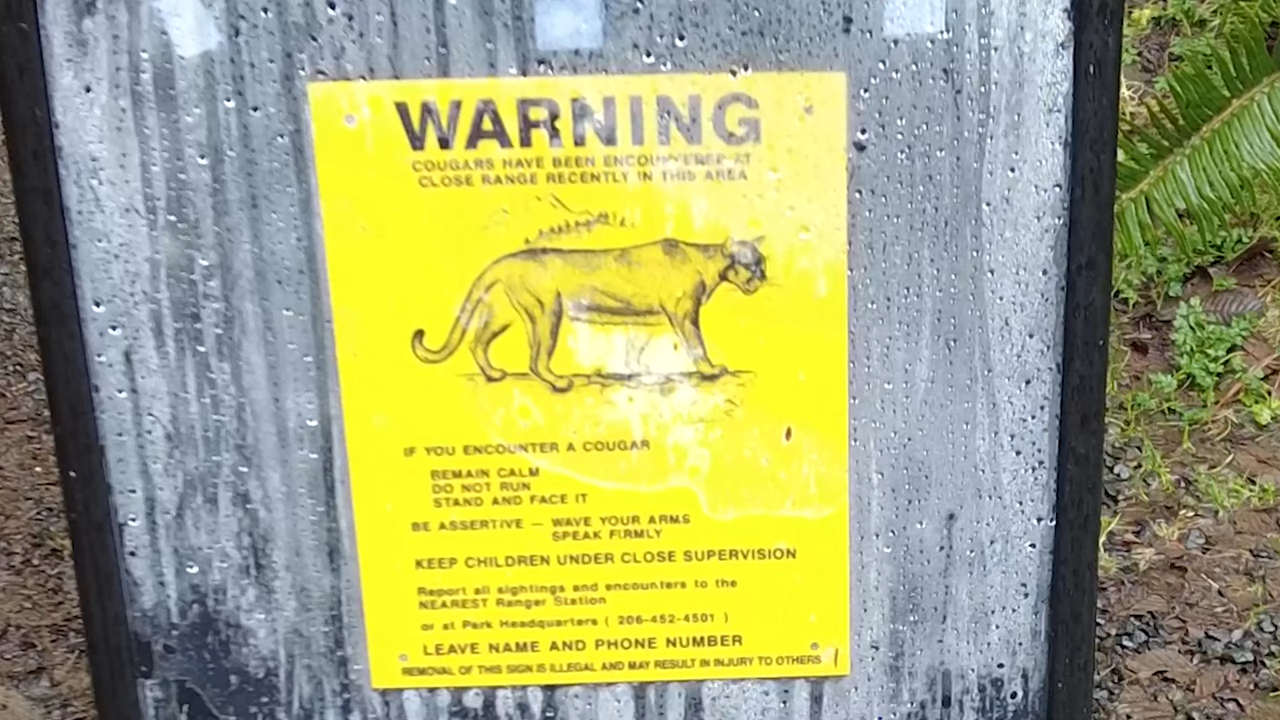 WARNING
COUGARS HAVE BEEN ENCOUNTERED AT
CLOSE RANGE RECENTLY IN THIS AREA
IF YOU ENCOUNTER A COUGAR
REMAIN CALM
DO NOT RUN
STAND AND FACE IT
BE ASSERTIVE — WAVE YOUR ARMS
SPEAK FIRMLY
KEEP CHILDREN UNDER CLOSE SUPERVISION
Report all sightings and encounters to the
NEAREST Ranger Station
or at Park Headquarters ( 206-452-4501 )
LEAVE NAME AND PHONE NUMBER
REMOVAL OF THIS SIGN IS ILLEGAL AND MAY RESULT IN INJURY TO OTHERS